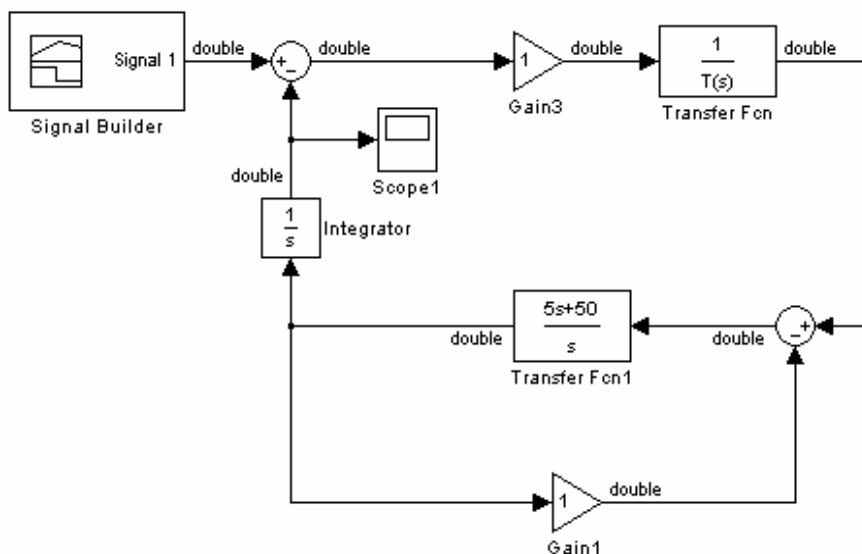 Signal 1
double
+
−
double
1
double
1
T(s)
double
Signal Builder
Gain3
Transfer Fcn
double
Scope1
1
s
Integrator
5s+50
s
double
double
−
+
Transfer Fcn1
1
double
Gain1